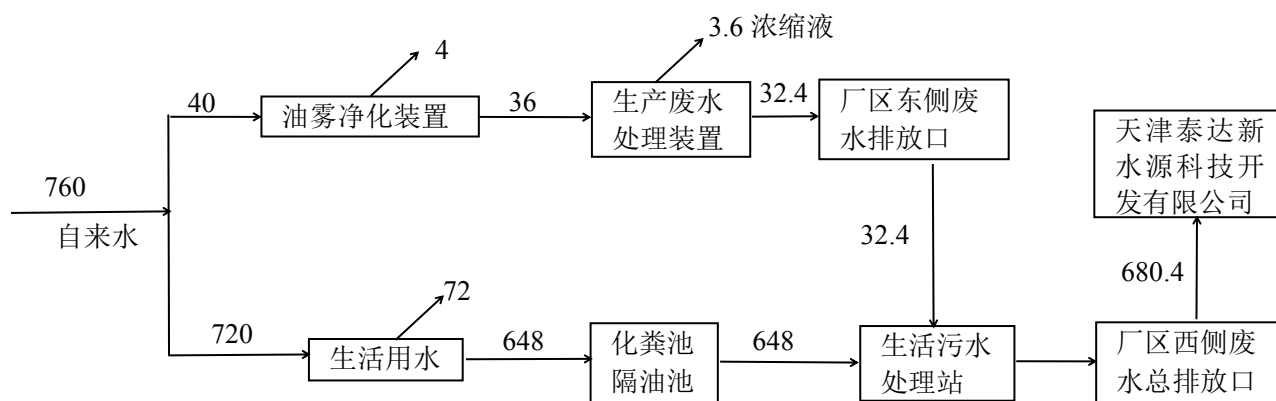 3.6 浓缩液
4
40
油雾净化装置
36
生产废水
处理装置
32.4
厂区东侧废
水排放口
天津泰达新
水源科技开
发有限公司
760
自来水
32.4
680.4
72
720
生活用水
648
化粪池
隔油池
648
生活污水
处理站
厂区西侧废
水总排放口